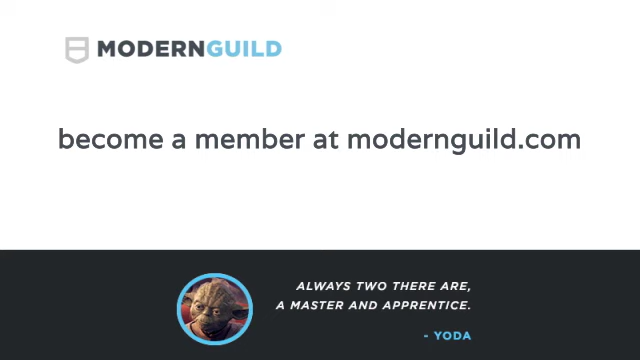 MODERNGUILD
become a member at modernguild.com
ALWAYS TWO THERE ARE,
A MASTER AND APPRENTICE.
- YODA